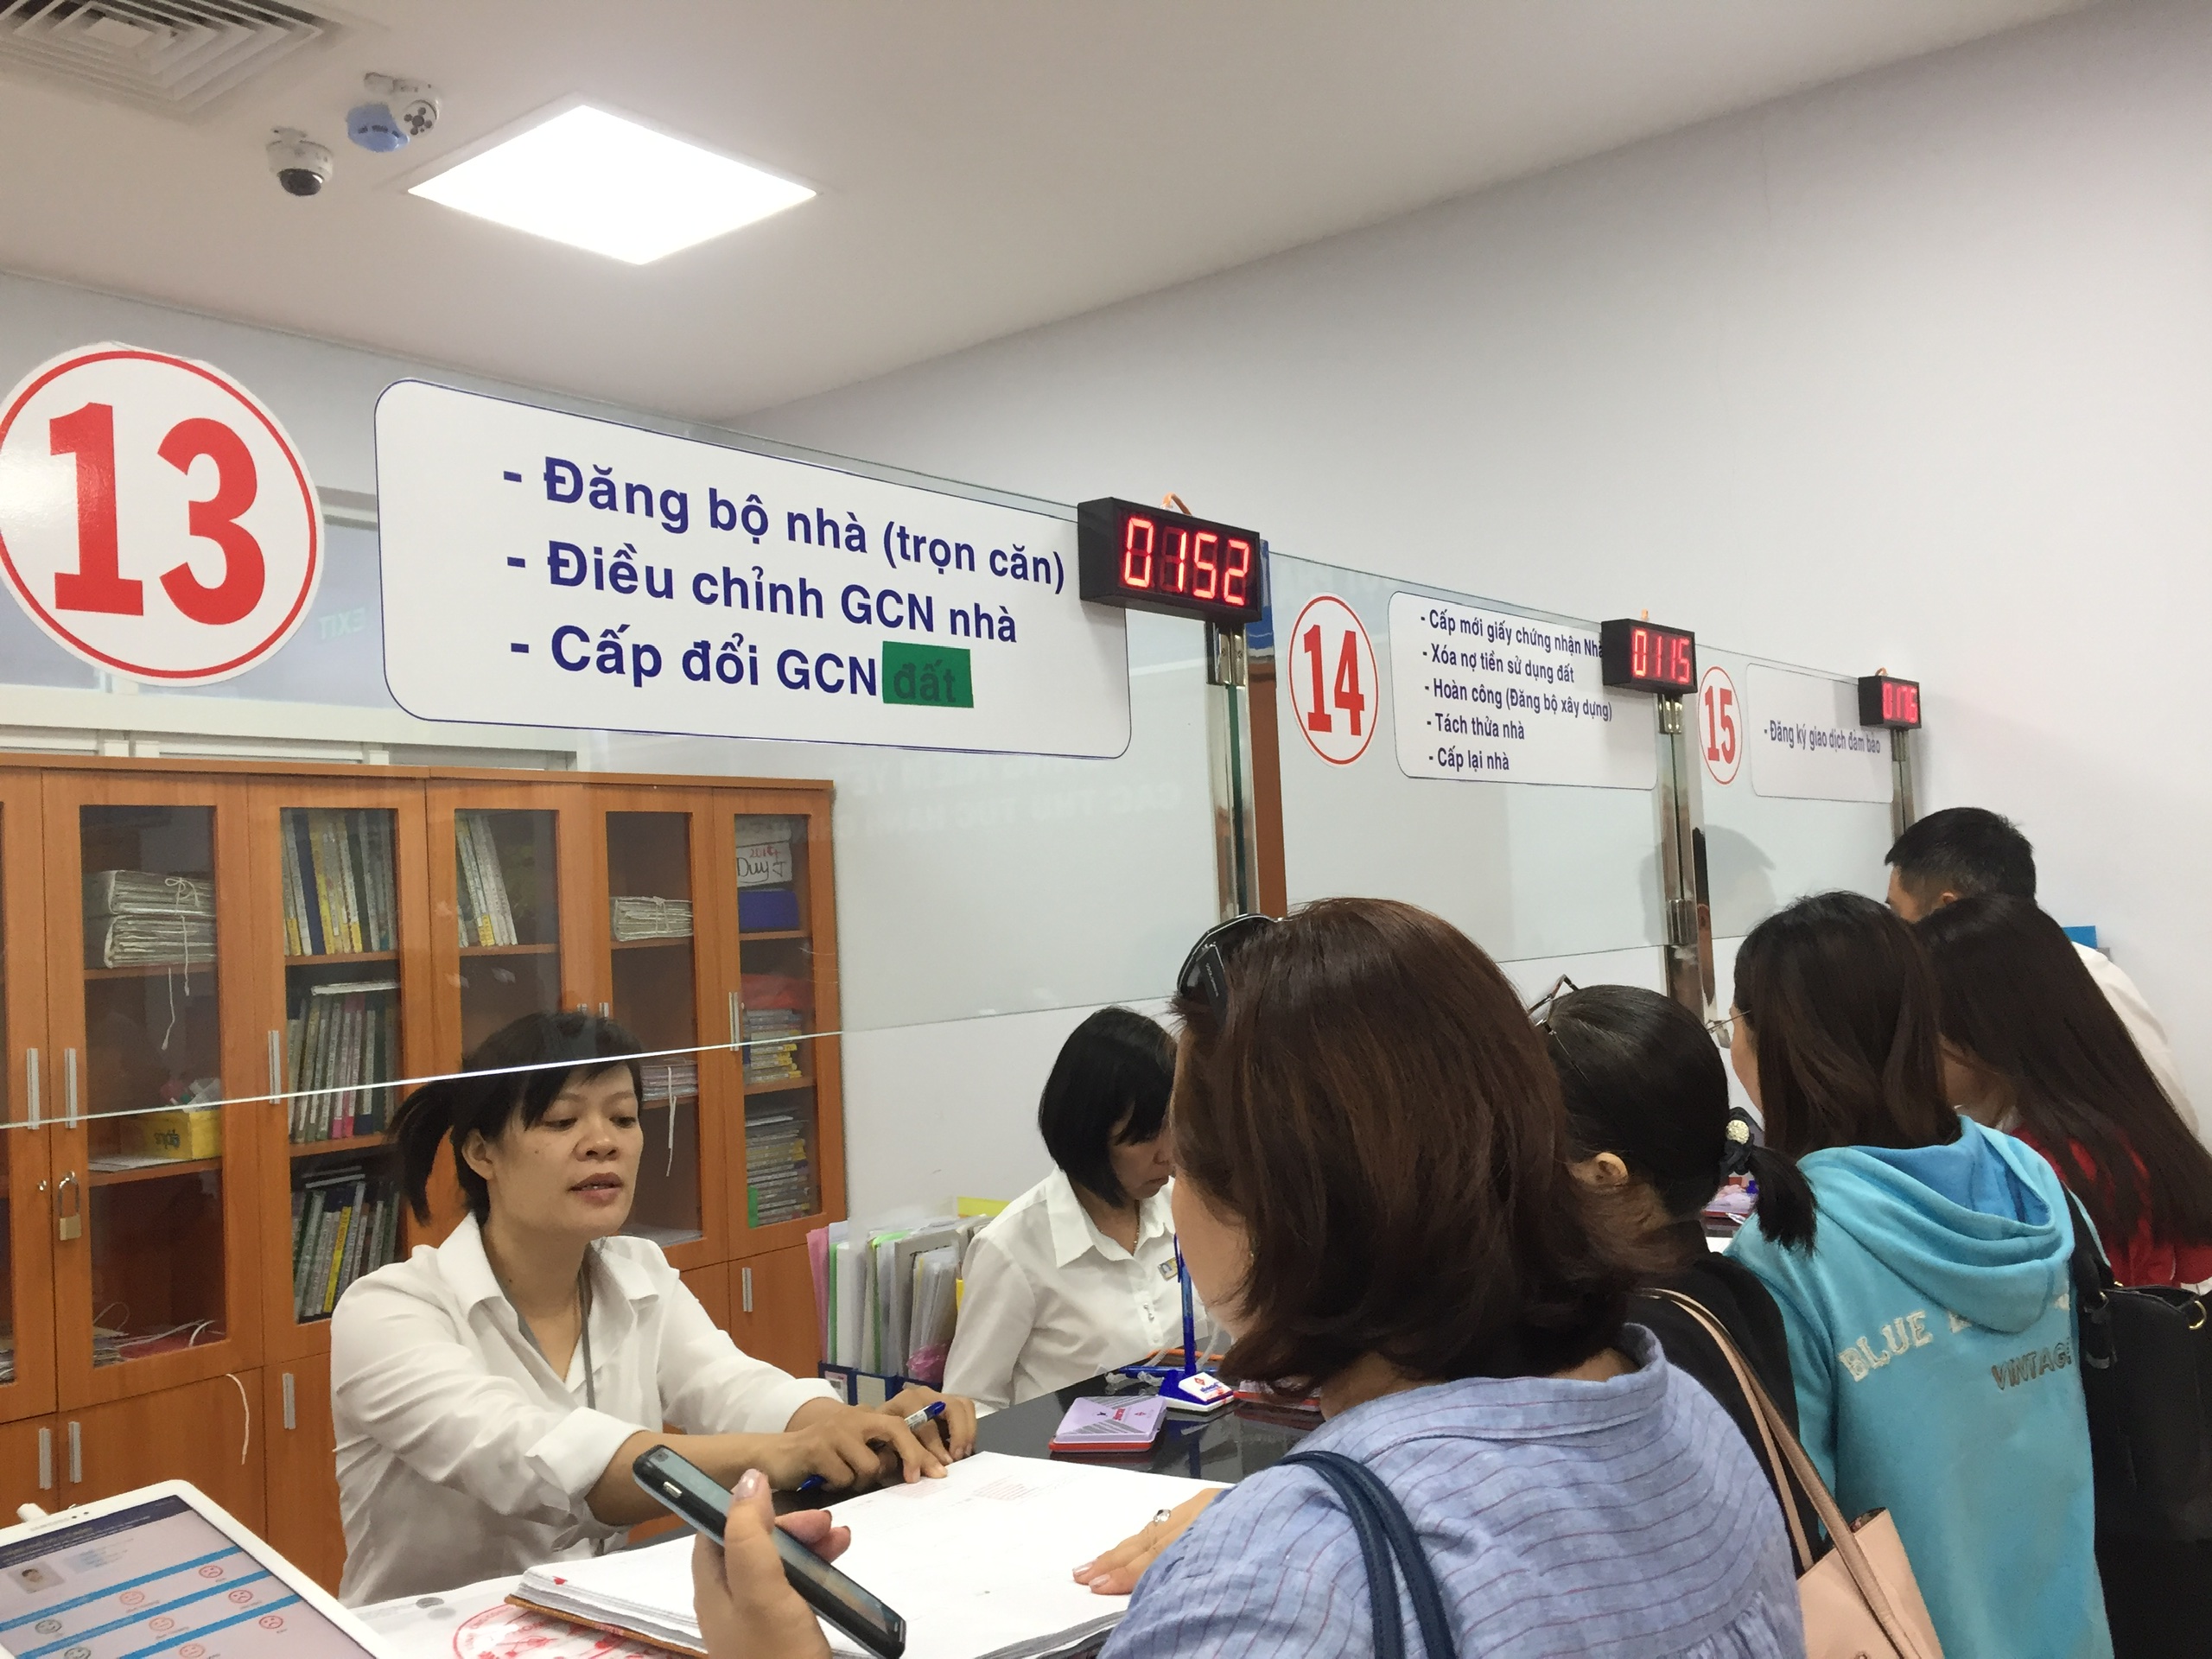 13
- Đăng bộ nhà (trọn căn)
- Điều chỉnh GCN nhà
- Cấp đổi GCN đất
0152
14
- Cấp mới giấy chứng nhận Nhà
- Xóa nợ tiền sử dụng đất
- Hoàn công (Đăng bộ xây dựng)
- Tách thửa nhà
- Cấp lại nhà
0115
15
- Đăng ký giao dịch đảm bảo
EXIT
Duy
BLUE
VINTAGE